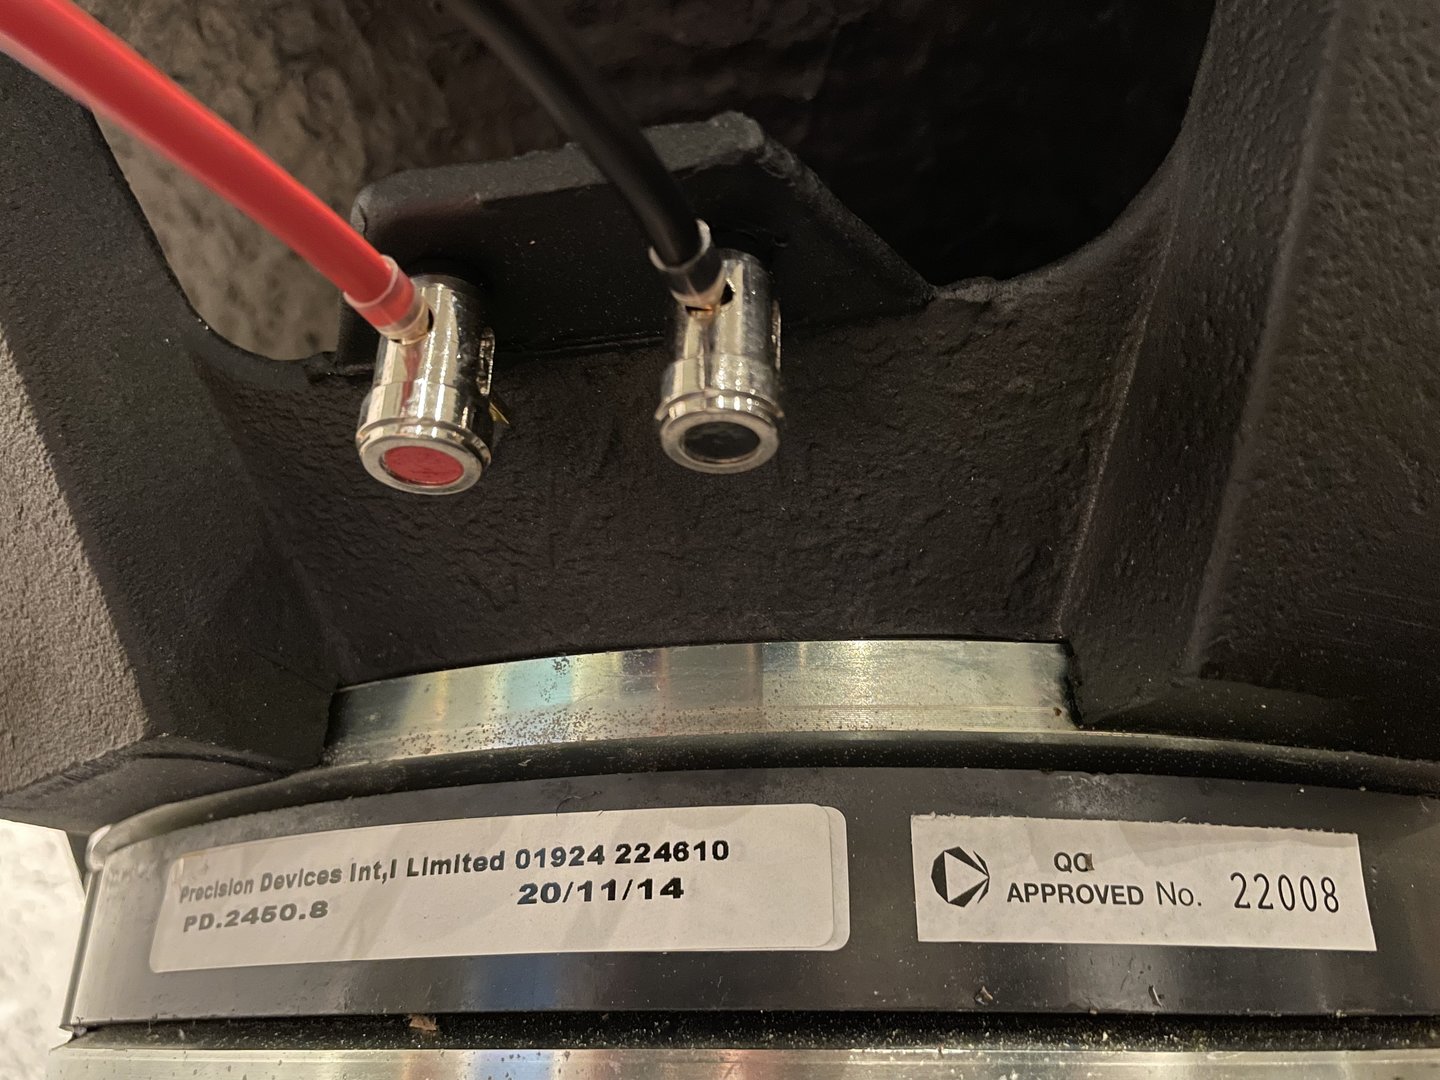 Precision Devices Int,l Limited 01924 224610
20/11/14
PD.2450.8
QC
APPROVED No. 22008